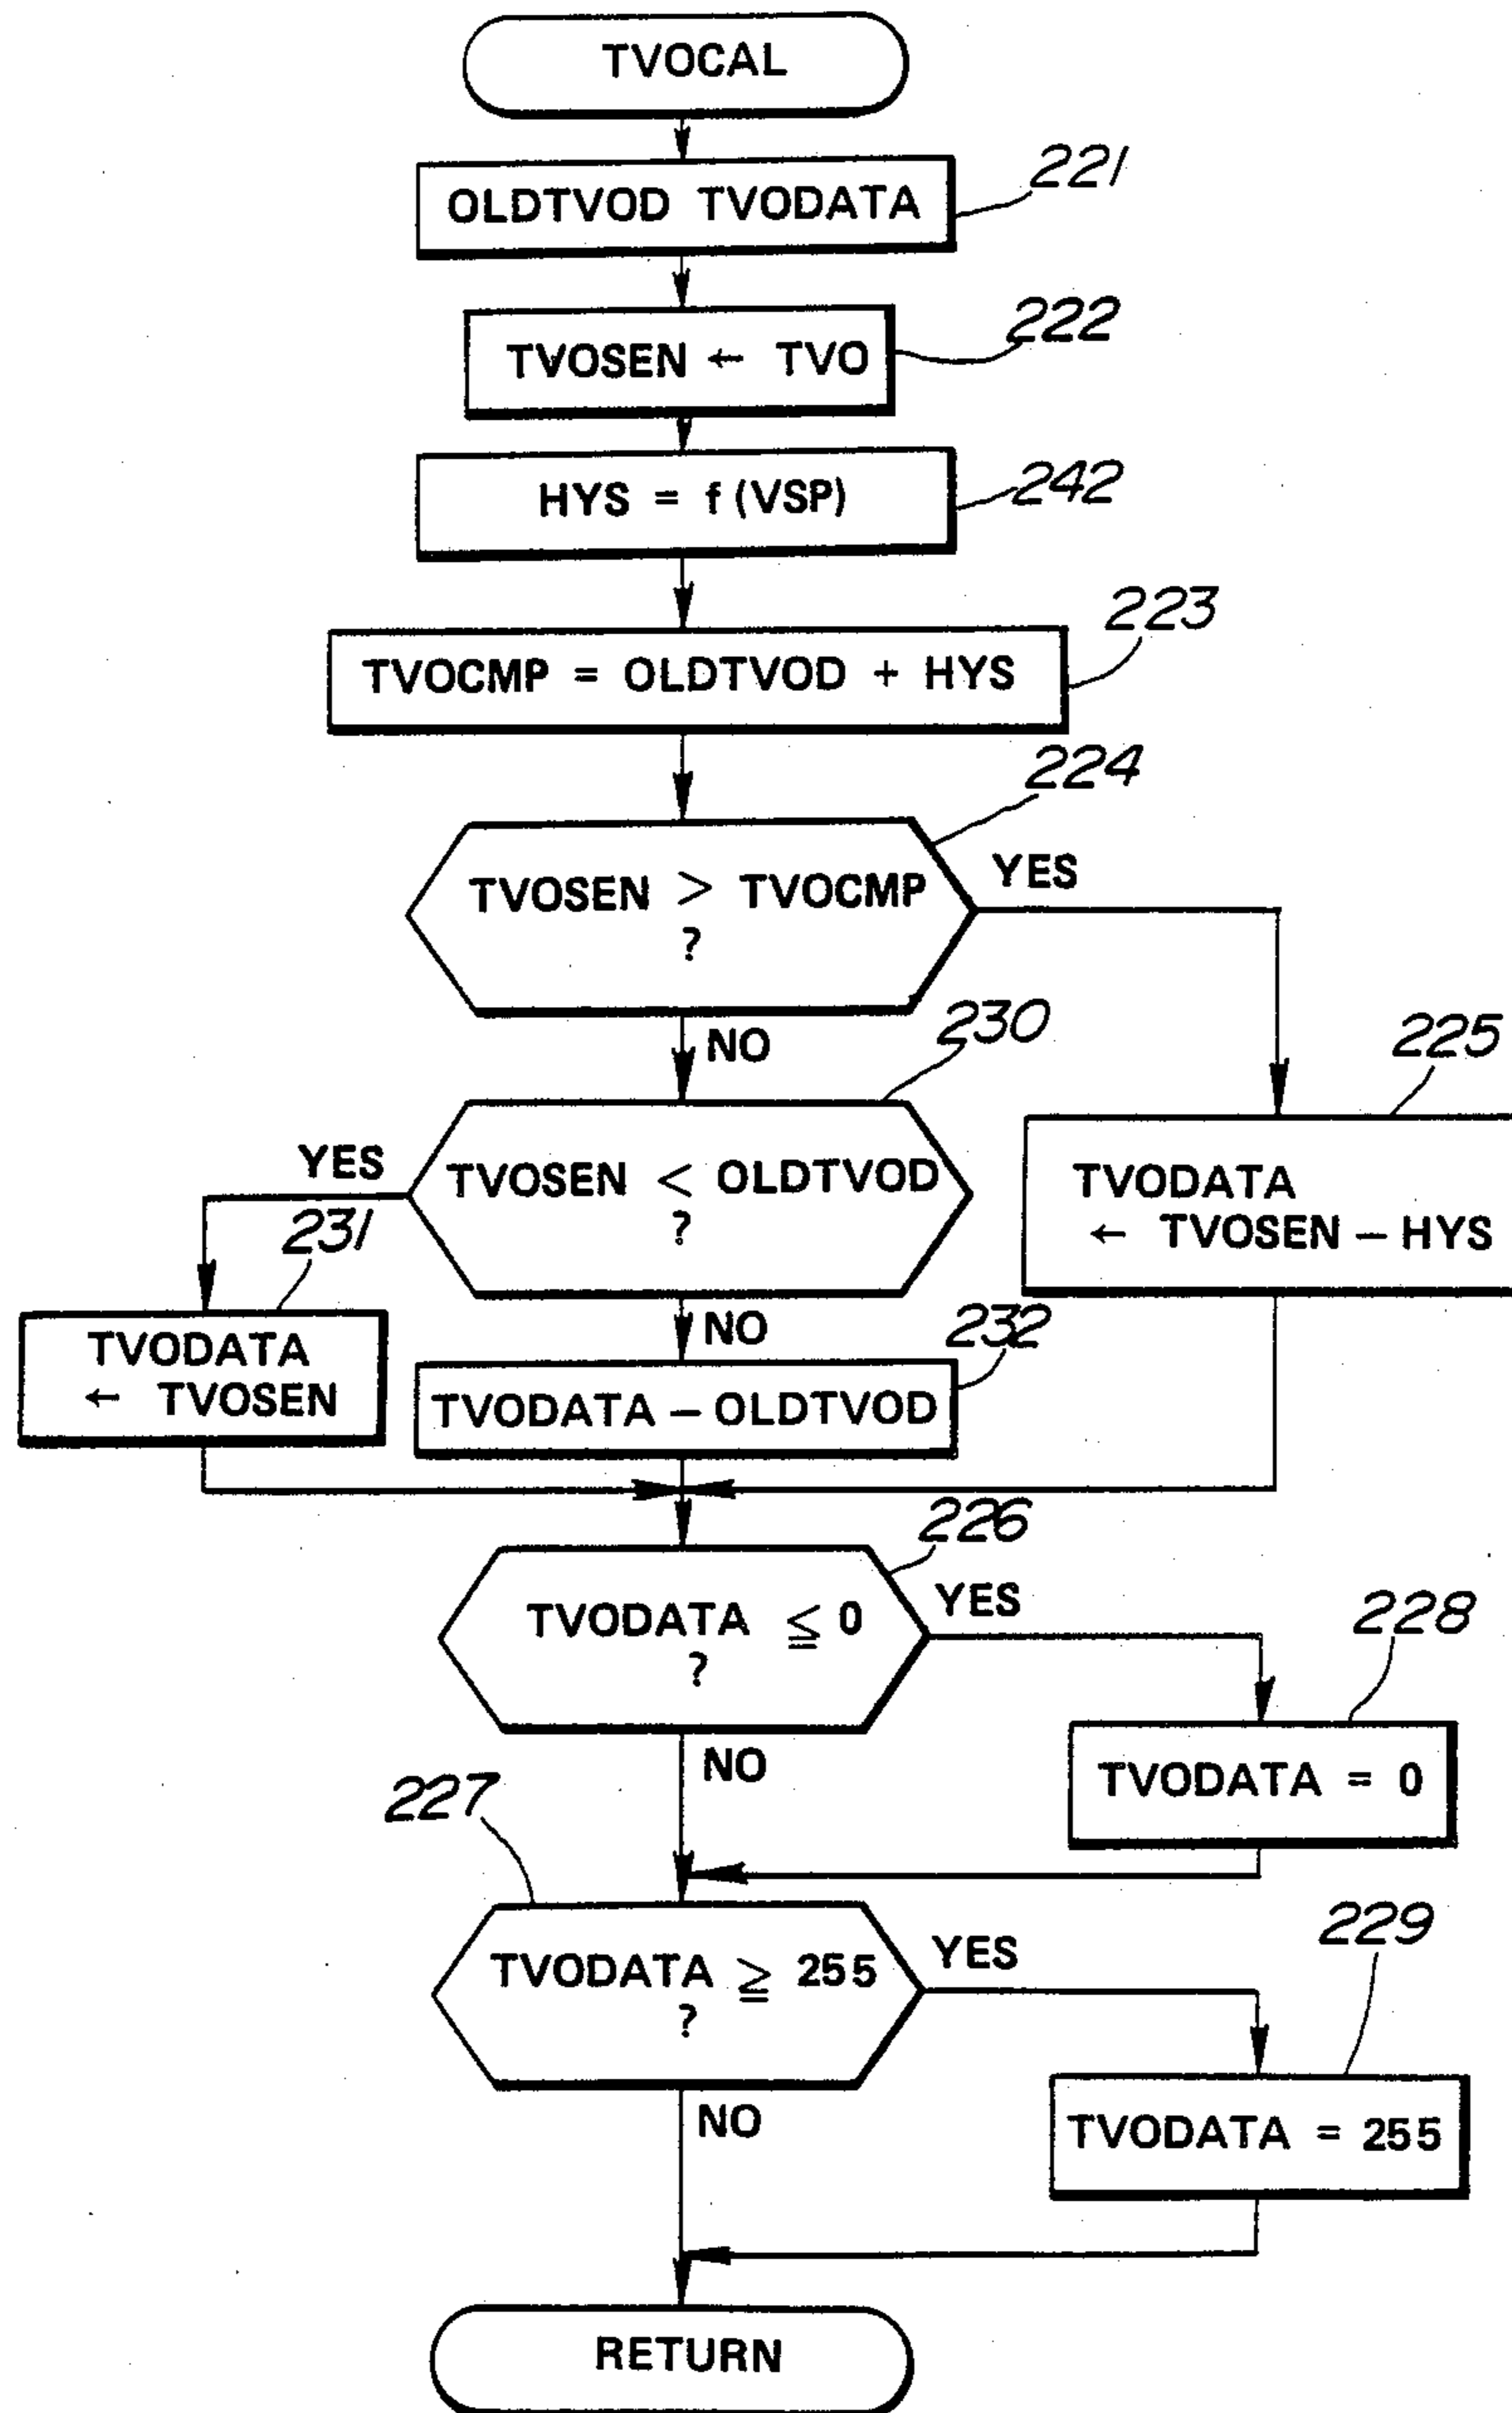 TVOCAL
221
OLDTVOD TVODATA
222
TVOSEN ← TVO
242
HYS = f (VSP)
223
TVOCMP = OLDTVOD + HYS
224
TVOSEN > TVOCMP
?
YES
NO
230
225
TVOSEN < OLDTVOD
?
YES
TVODATA
← TVOSEN – HYS
231
NO
232
TVODATA
← TVOSEN
TVODATA – OLDTVOD
226
TVODATA ≦ 0
?
YES
228
NO
TVODATA = 0
227
TVODATA ≧ 255
?
YES
229
NO
TVODATA = 255
RETURN